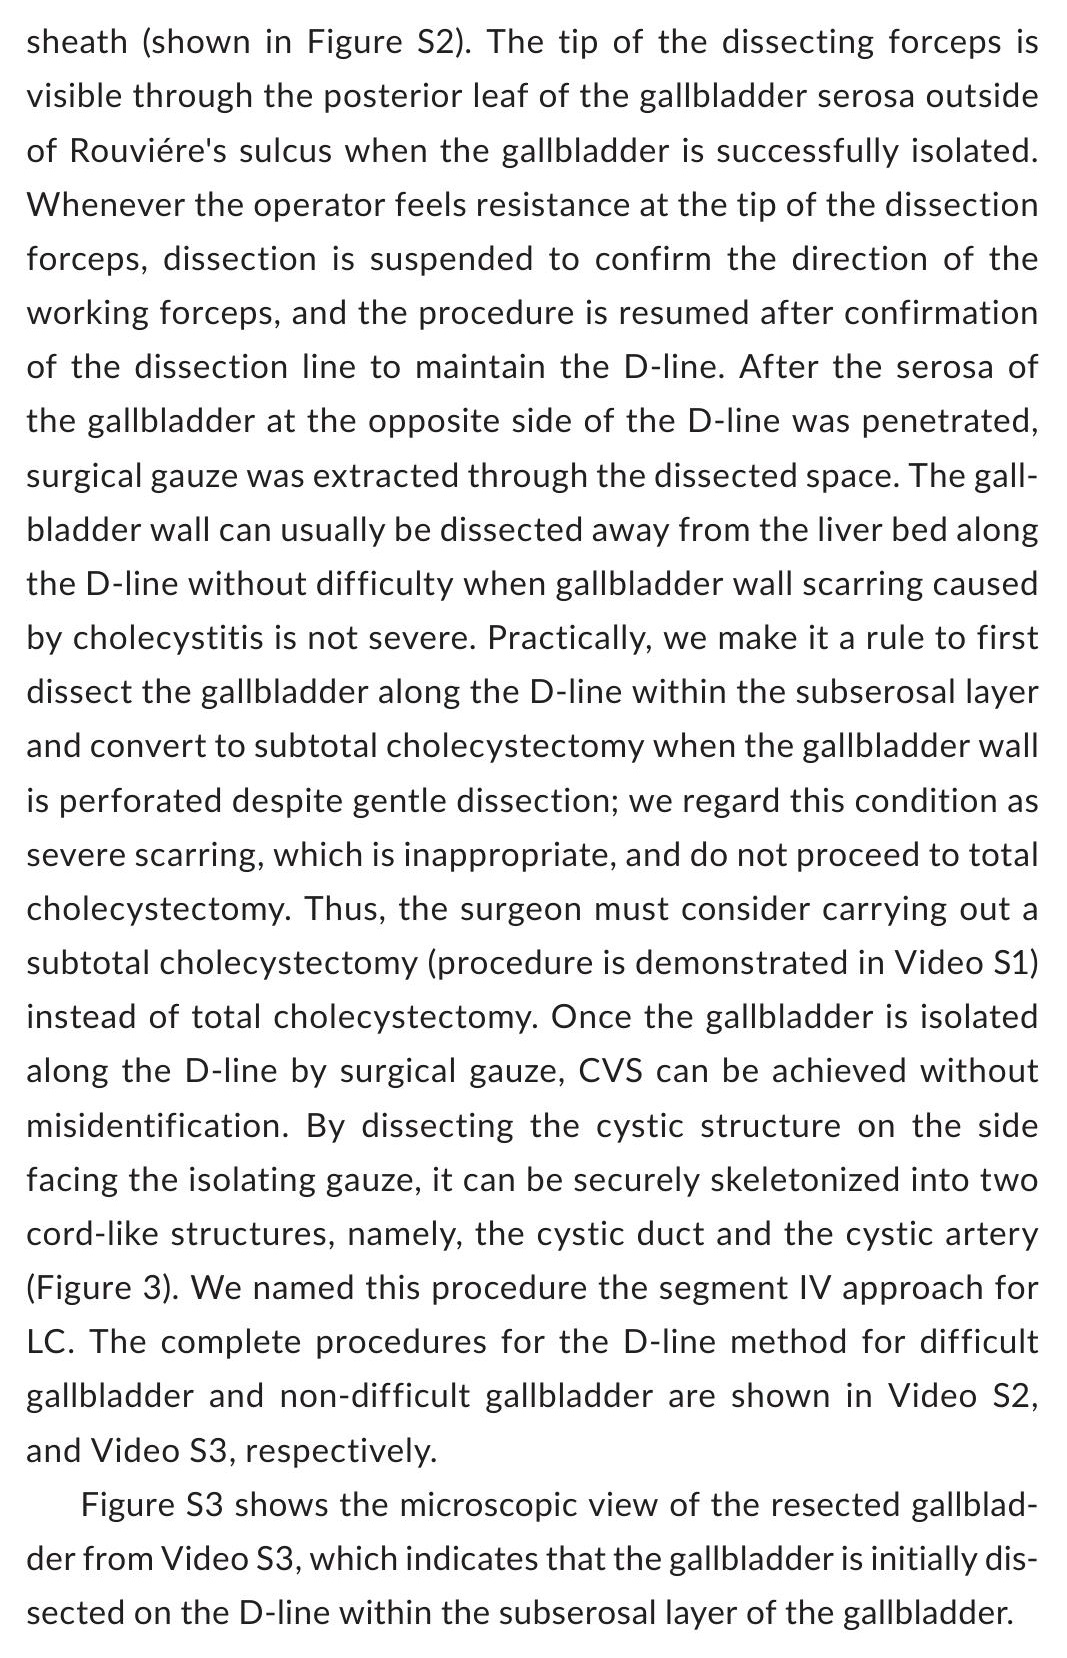 sheath (shown in Figure S2). The tip of the dissecting forceps is
visible through the posterior leaf of the gallbladder serosa outside
of Rouviére's sulcus when the gallbladder is successfully isolated.
Whenever the operator feels resistance at the tip of the dissection
forceps, dissection is suspended to confirm the direction of the
working forceps, and the procedure is resumed after confirmation
of the dissection line to maintain the D-line. After the serosa of
the gallbladder at the opposite side of the D-line was penetrated,
surgical gauze was extracted through the dissected space. The gall-
bladder wall can usually be dissected away from the liver bed along
the D-line without difficulty when gallbladder wall scarring caused
by cholecystitis is not severe. Practically, we make it a rule to first
dissect the gallbladder along the D-line within the subserosal layer
and convert to subtotal cholecystectomy when the gallbladder wall
is perforated despite gentle dissection; we regard this condition as
severe scarring, which is inappropriate, and do not proceed to total
cholecystectomy. Thus, the surgeon must consider carrying out a
subtotal cholecystectomy (procedure is demonstrated in Video S1)
instead of total cholecystectomy. Once the gallbladder is isolated
along the D-line by surgical gauze, CVS can be achieved without
misidentification. By dissecting the cystic structure on the side
facing the isolating gauze, it can be securely skeletonized into two
cord-like structures, namely, the cystic duct and the cystic artery
(Figure 3). We named this procedure the segment IV approach for
LC. The complete procedures for the D-line method for difficult
gallbladder and non-difficult gallbladder are shown in Video S2,
and Video S3, respectively.
Figure S3 shows the microscopic view of the resected gallblad-
der from Video S3, which indicates that the gallbladder is initially dis-
sected on the D-line within the subserosal layer of the gallbladder.